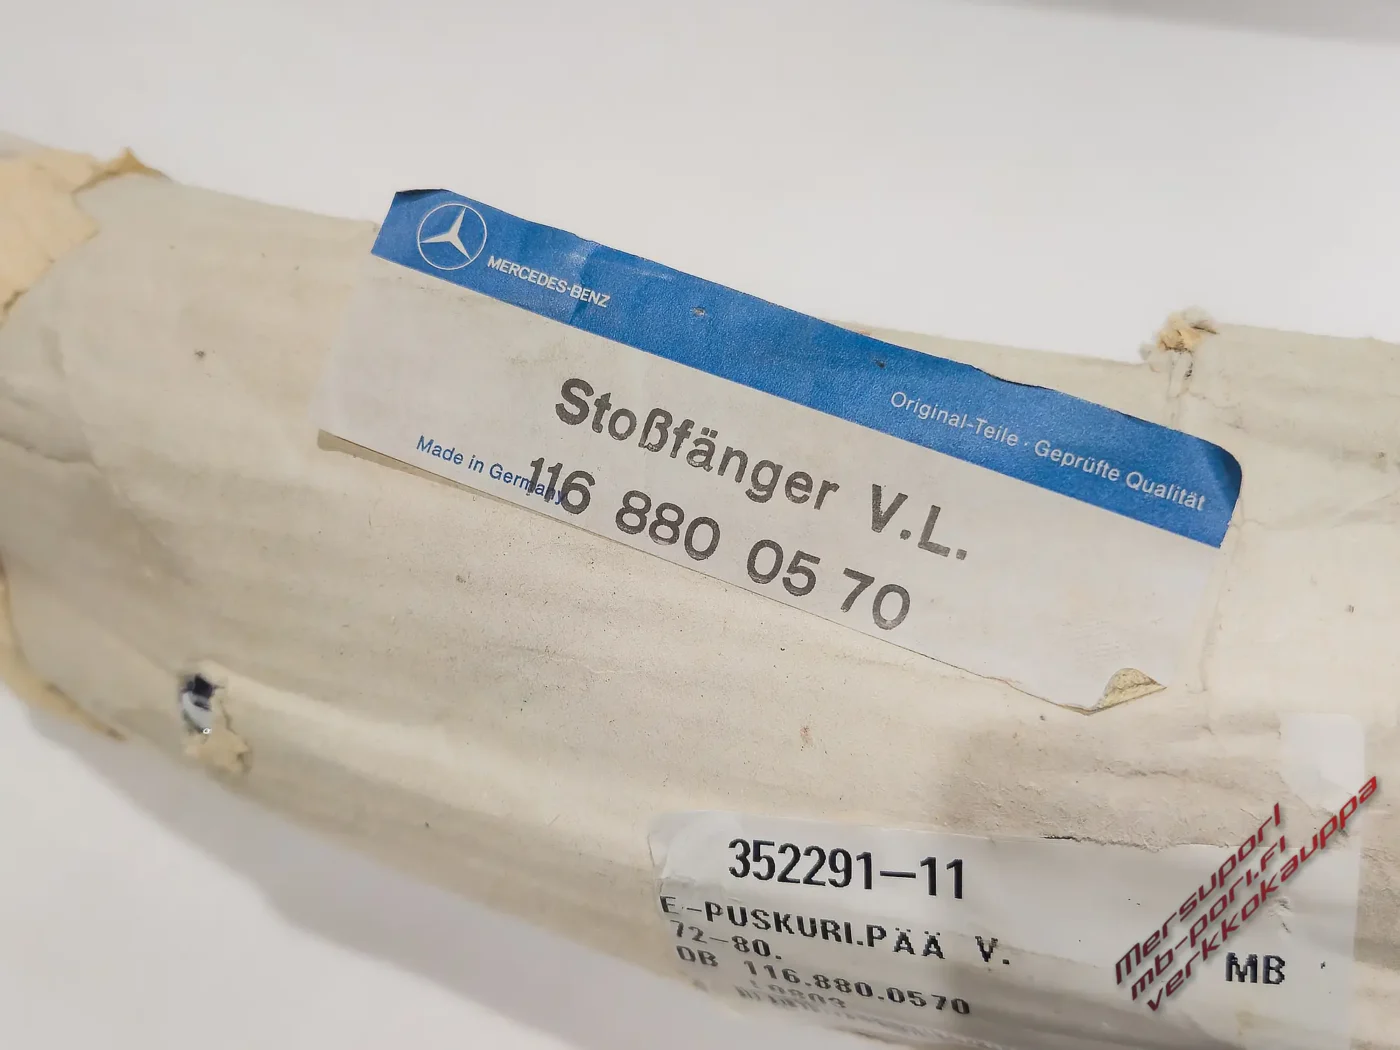 MERCEDES-BENZ
Original-Teile · Geprüfte Qualität
Stoßfänger V.L.
Made in Germany
116 880 05 70
352291-11
E-PUSKURI.PÄÄ V.
72-80.
DB 116.880.0570
MB
Mersupori
mb-pori.fi
verkkokauppa